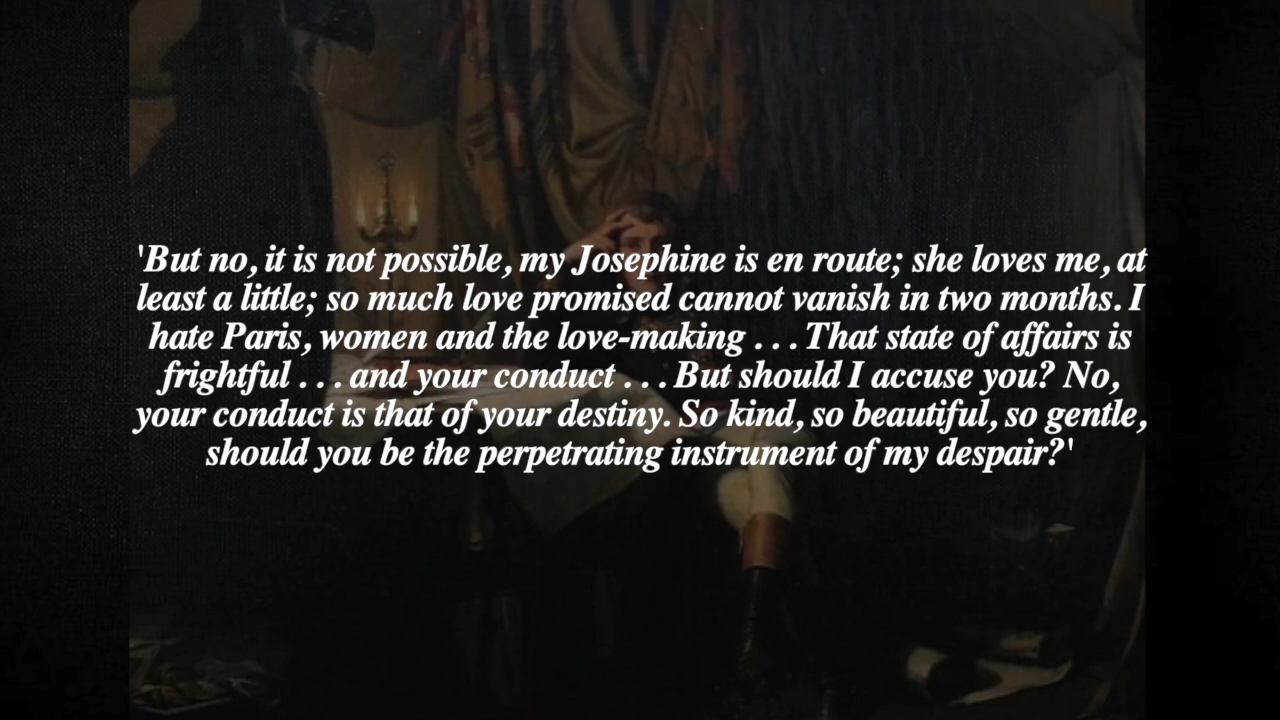 'But no, it is not possible, my Josephine is en route; she loves me, at
least a little; so much love promised cannot vanish in two months. I
hate Paris, women and the love-making . . . That state of affairs is
frightful . . . and your conduct . . . But should I accuse you? No,
your conduct is that of your destiny. So kind, so beautiful, so gentle,
should you be the perpetrating instrument of my despair?'